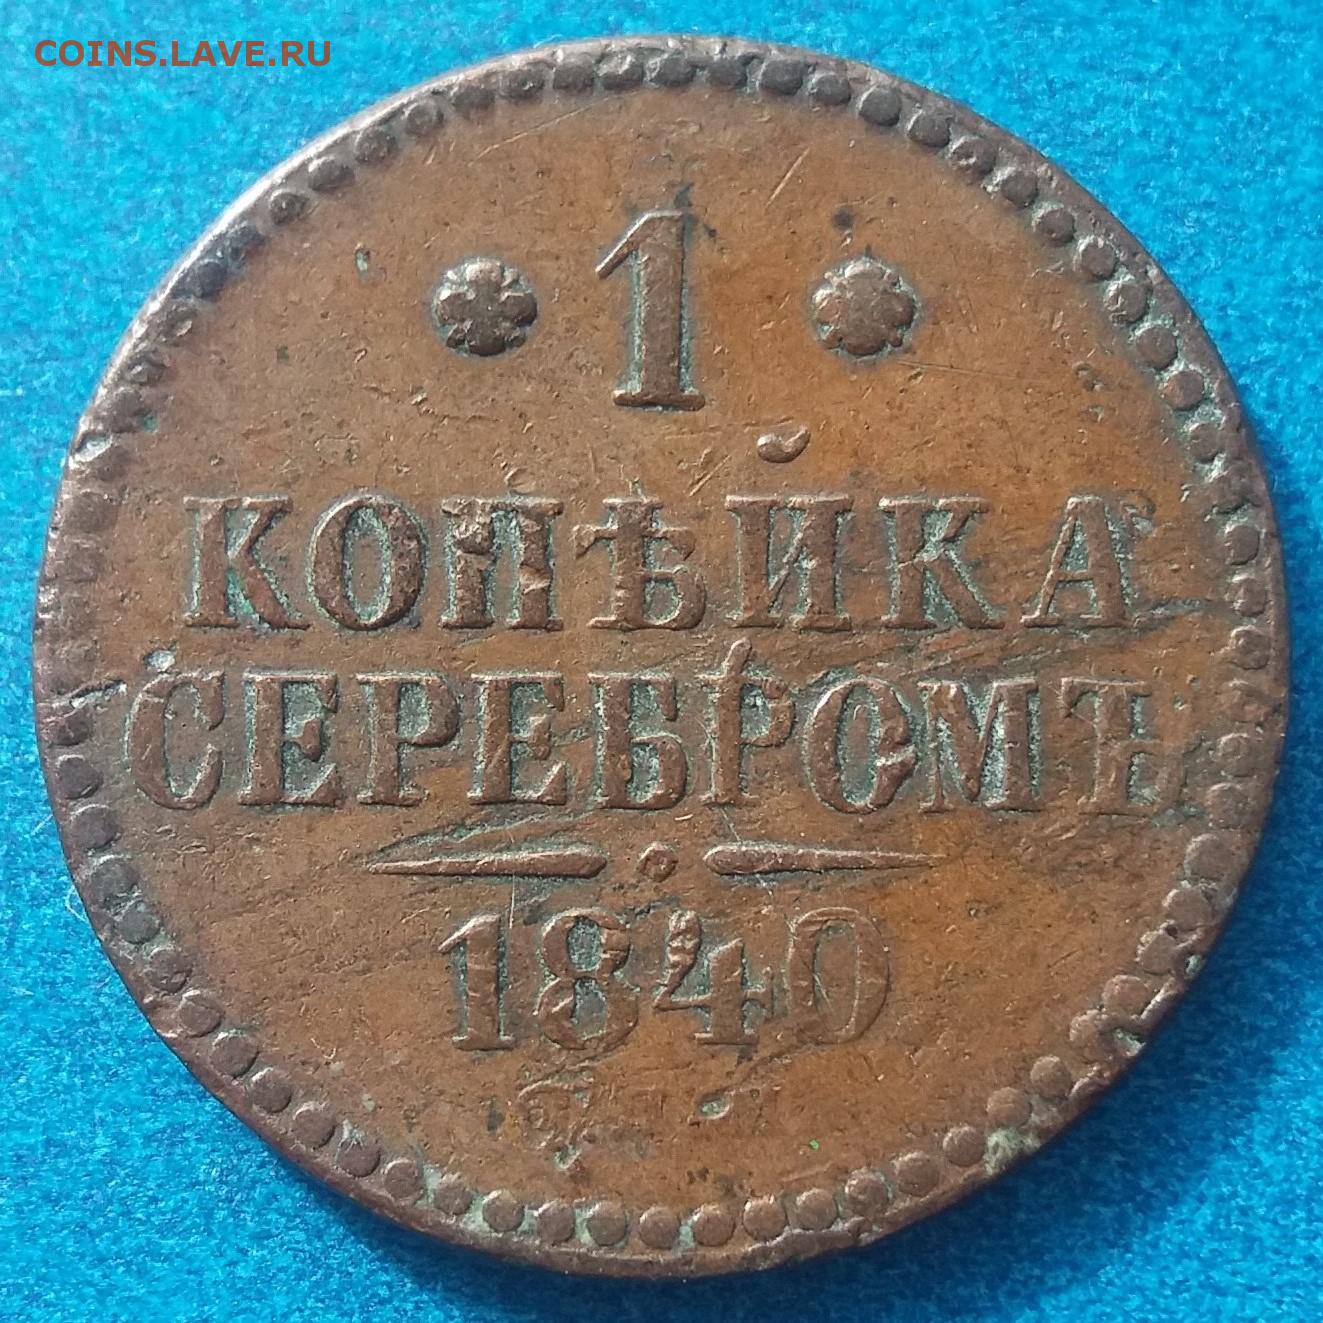 COINS.LAVE.RU
1
КОПѢЙКА
СЕРЕБРОМЪ
1840